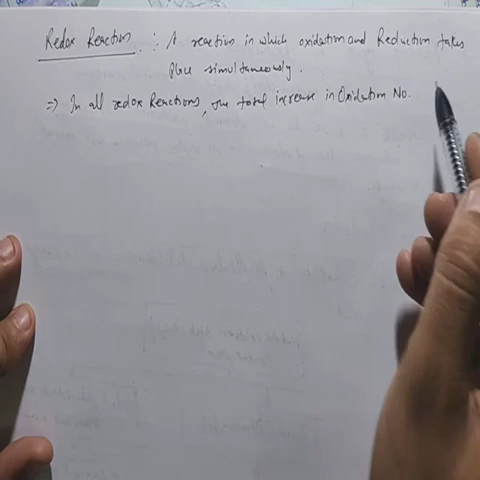 Redox Reaction :: A reaction in which oxidation and Reduction takes
place simultaneously.
=> In all redox Reactions, the total increase in Oxidation No.